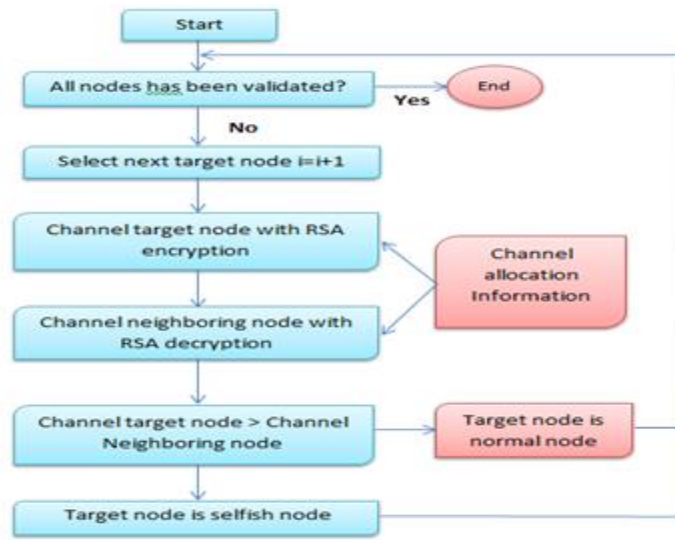 Start
All nodes has been validated?
Yes
End
No
Select next target node i=i+1
Channel target node with RSA
encryption
Channel
allocation
Information
Channel neighboring node with
RSA decryption
Channel target node > Channel
Neighboring node
Target node is
normal node
Target node is selfish node